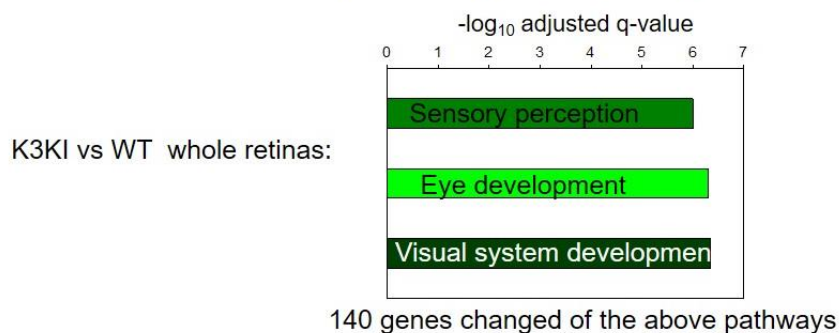 -log₁₀ adjusted q-value
0 1 2 3 4 5 6 7
Sensory perception
K3KI vs WT whole retinas:
Eye development
Visual system developmen
140 genes changed of the above pathways